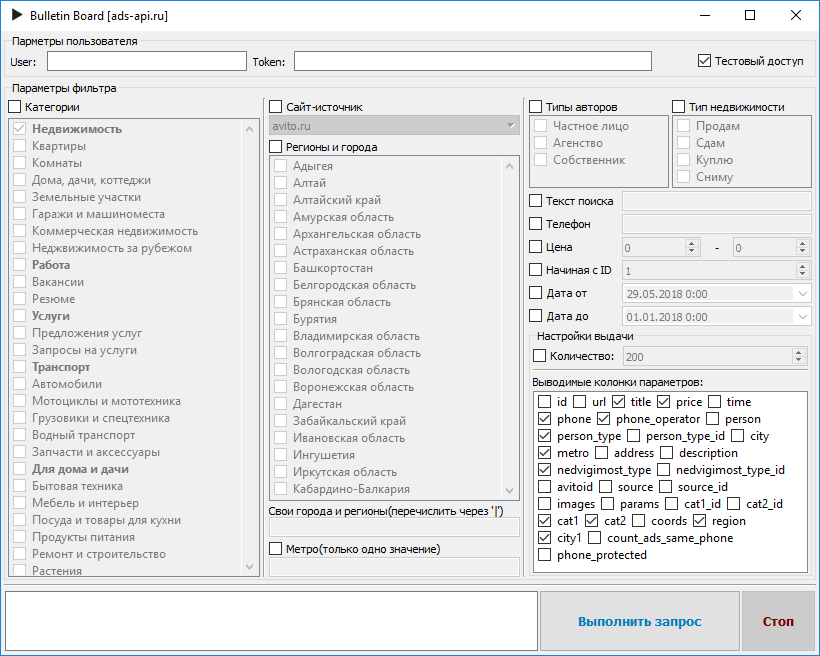 Bulletin Board [ads-api.ru]
Парметры пользователя
User:
Token:
Тестовый доступ
Параметры фильтра
Категории
Недвижимость
Квартиры
Комнаты
Дома, дачи, коттеджи
Земельные участки
Гаражи и машиноместа
Коммерческая недвижимость
Неджвижимость за рубежом
Работа
Вакансии
Резюме
Услуги
Предложения услуг
Запросы на услуги
Транспорт
Автомобили
Мотоциклы и мототехника
Грузовики и спецтехника
Водный транспорт
Запчасти и аксессуары
Для дома и дачи
Бытовая техника
Мебель и интерьер
Посуда и товары для кухни
Продукты питания
Ремонт и строительство
Растения
Сайт-источник
avito.ru
Регионы и города
Адыгея
Алтай
Алтайский край
Амурская область
Архангельская область
Астраханская область
Башкортостан
Белгородская область
Брянская область
Бурятия
Владимирская область
Волгоградская область
Вологодская область
Воронежская область
Дагестан
Забайкальский край
Ивановская область
Ингушетия
Иркутская область
Кабардино-Балкария
Свои города и регионы(перечислить через '|')
Метро(только одно значение)
Типы авторов
Частное лицо
Агенство
Собственник
Тип недвижимости
Продам
Сдам
Куплю
Сниму
Текст поиска
Телефон
Цена
0
-
0
Начиная с ID
1
Дата от
29.05.2018 0:00
Дата до
01.01.2018 0:00
Настройки выдачи
Количество:
200
Выводимые колонки параметров:
id url title price time
phone phone_operator person
person_type person_type_id city
metro address description
nedvigimost_type nedvigimost_type_id
avitoid source source_id
images params cat1_id cat2_id
cat1 cat2 coords region
city1 count_ads_same_phone
phone_protected
Выполнить запрос
Стоп